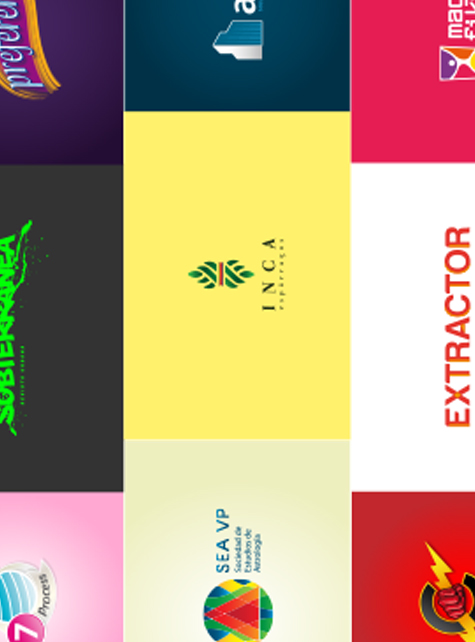 preferen
a
mac
SUBTERRANEA
INCA
espárragos
EXTRACTOR
7
Process
SEA VP
Sociedad de
Estudios de
Astrología